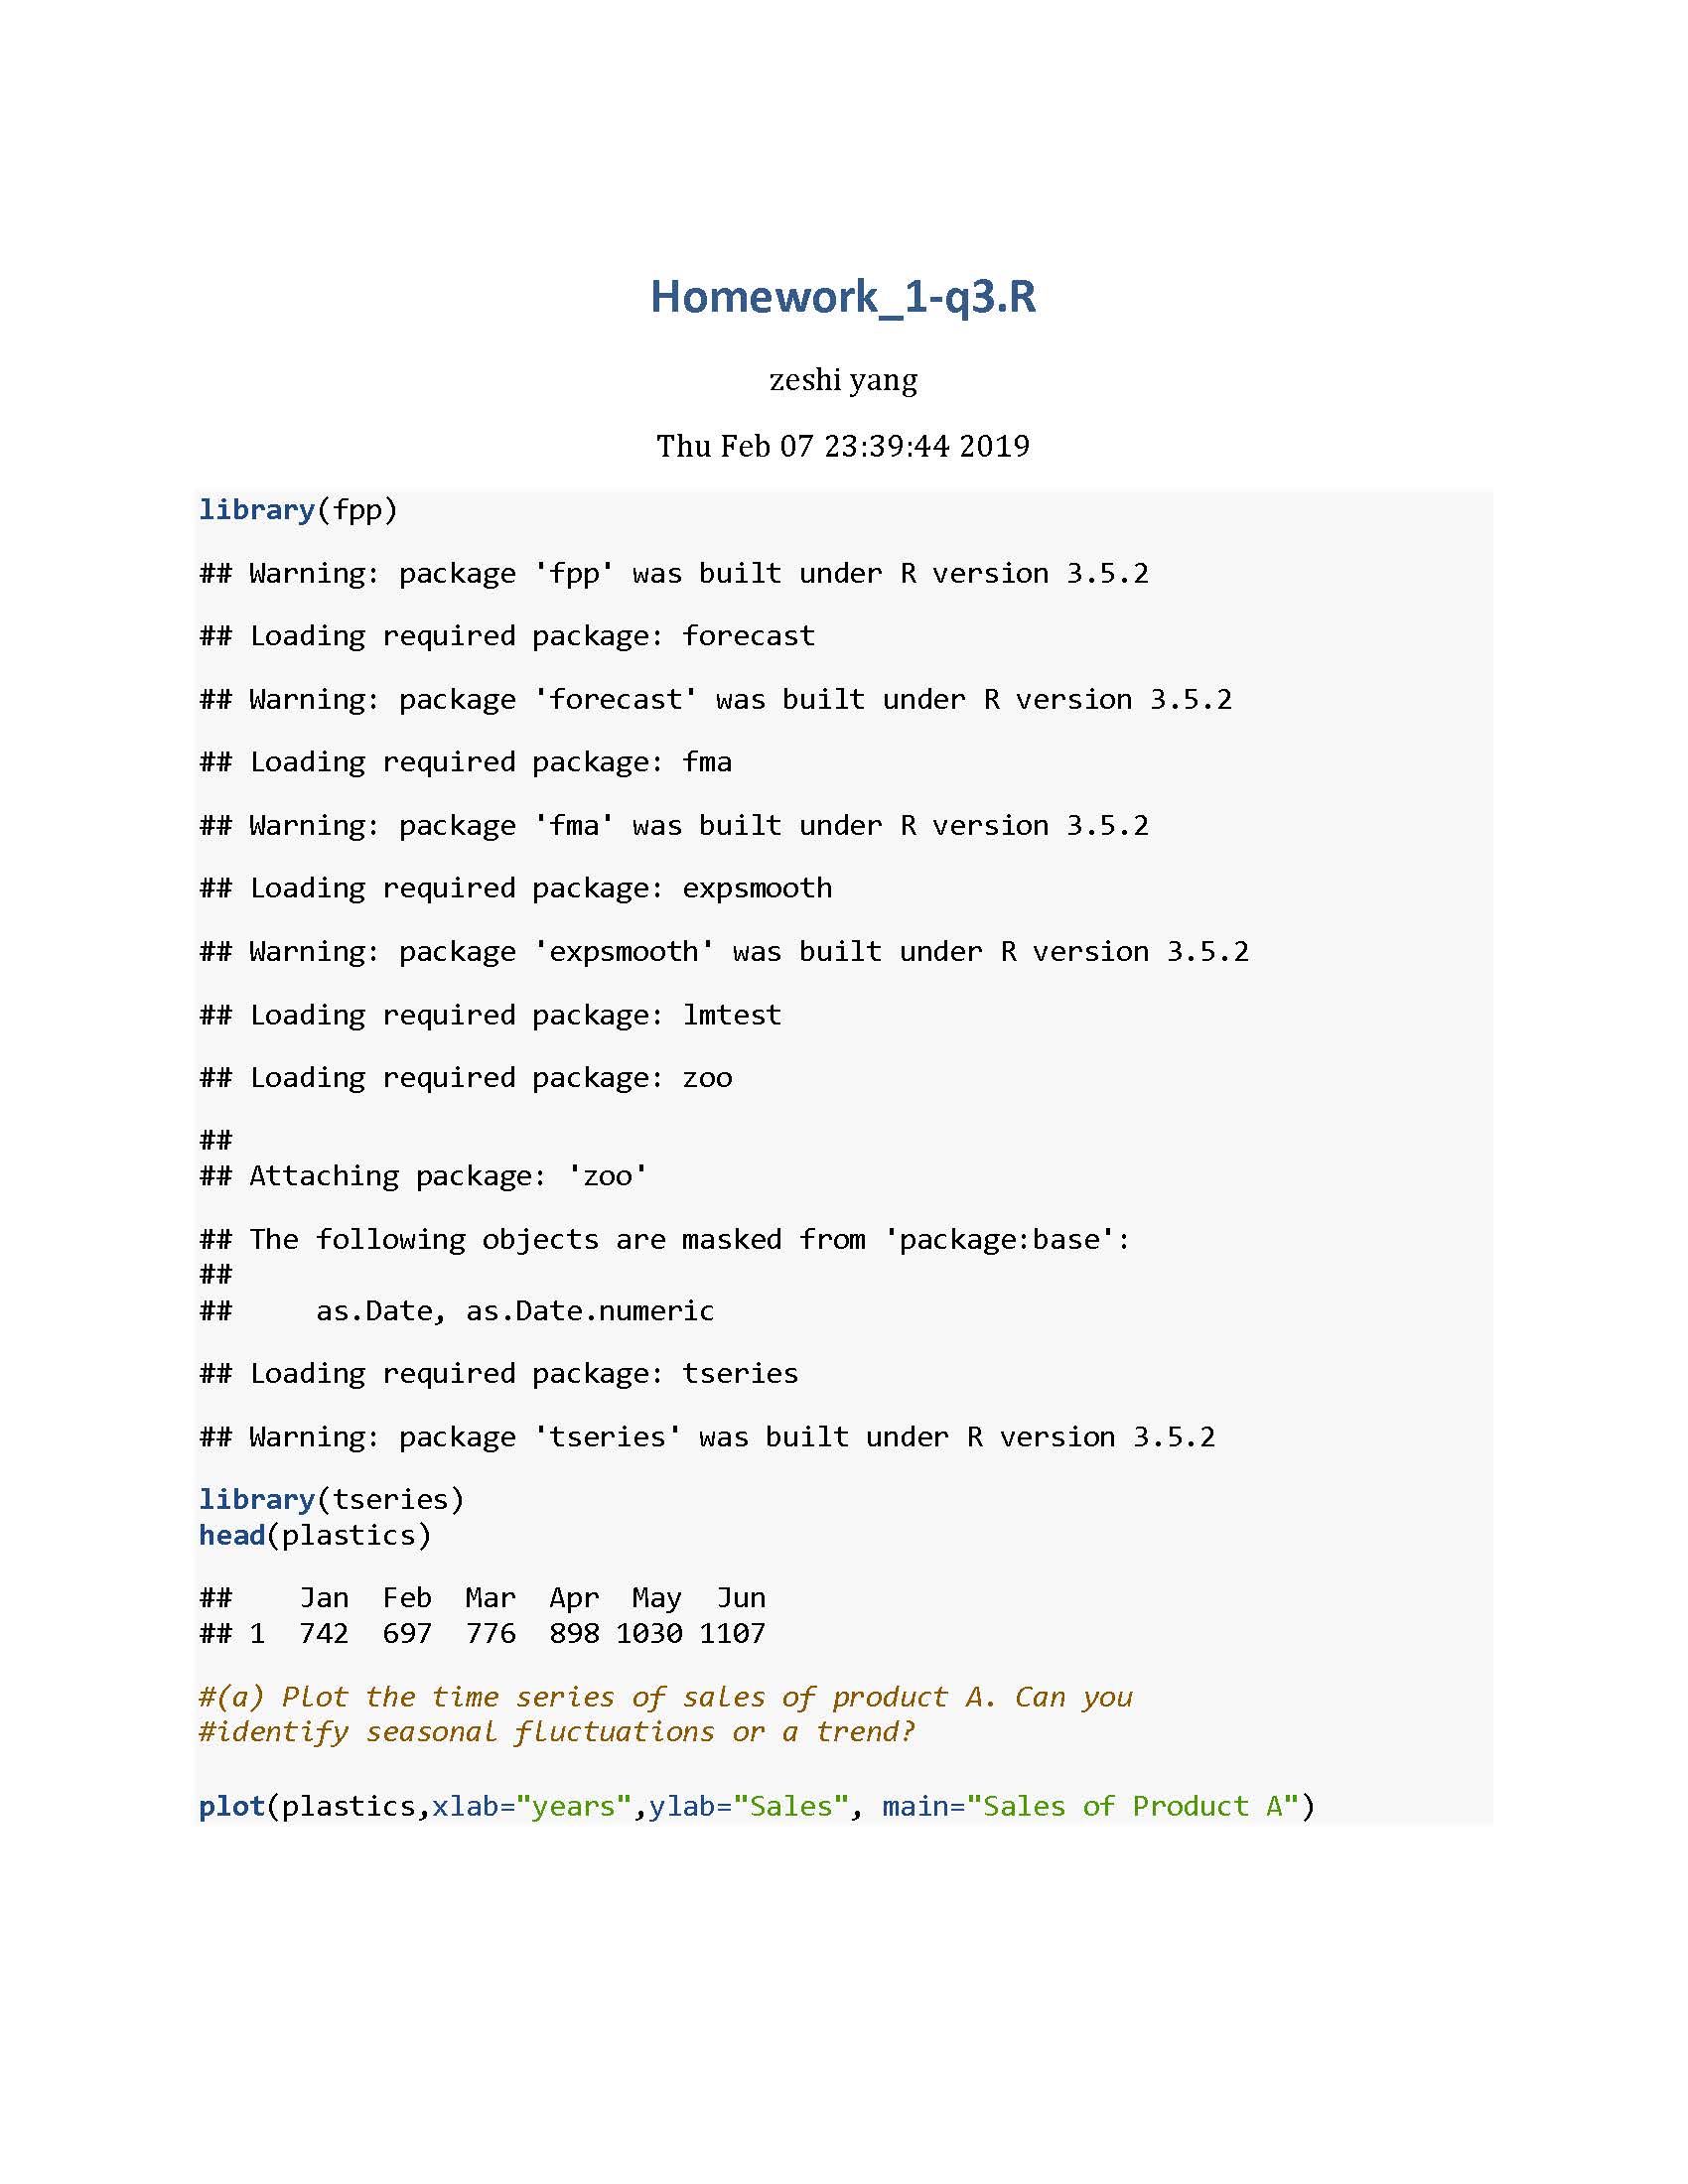 Homework_1-q3.R
zeshi yang
Thu Feb 07 23:39:44 2019
library(fpp)
## Warning: package 'fpp' was built under R version 3.5.2
## Loading required package: forecast
## Warning: package 'forecast' was built under R version 3.5.2
## Loading required package: fma
## Warning: package 'fma' was built under R version 3.5.2
## Loading required package: expsmooth
## Warning: package 'expsmooth' was built under R version 3.5.2
## Loading required package: lmtest
## Loading required package: zoo
##
## Attaching package: 'zoo'
## The following objects are masked from 'package:base':
##
##     as.Date, as.Date.numeric
## Loading required package: tseries
## Warning: package 'tseries' was built under R version 3.5.2
library(tseries)
head(plastics)
##    Jan  Feb  Mar  Apr  May  Jun
## 1  742  697  776  898 1030 1107
#(a) Plot the time series of sales of product A. Can you
#identify seasonal fluctuations or a trend?
plot(plastics,xlab="years",ylab="Sales", main="Sales of Product A")